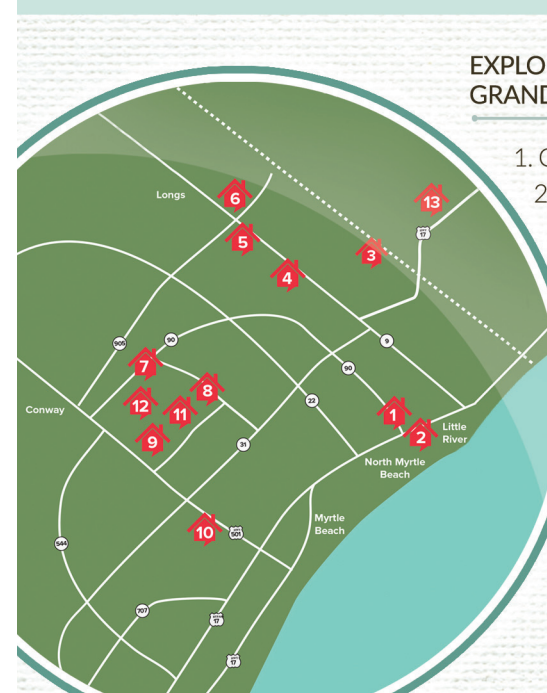 EXPLO
GRAND
1. C
2
13
17
6
Longs
5
3
4
9
905
90
7
90
8
22
12
11
1
Conway
2
Little
River
9
31
North Myrtle
Beach
10
501
Myrtle
Beach
544
707
17
17